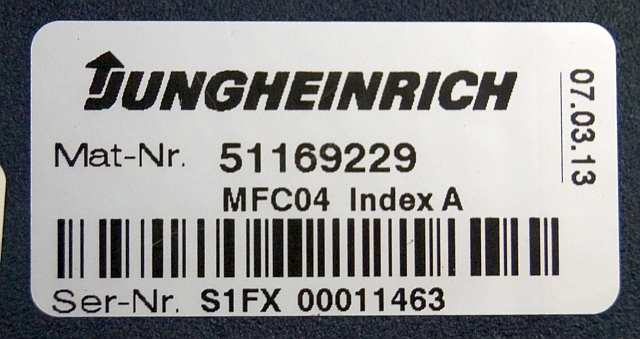 JUNGHEINRICH
Mat-Nr. 51169229
MFC04 Index A
Ser-Nr. S1FX 00011463
07.03.13